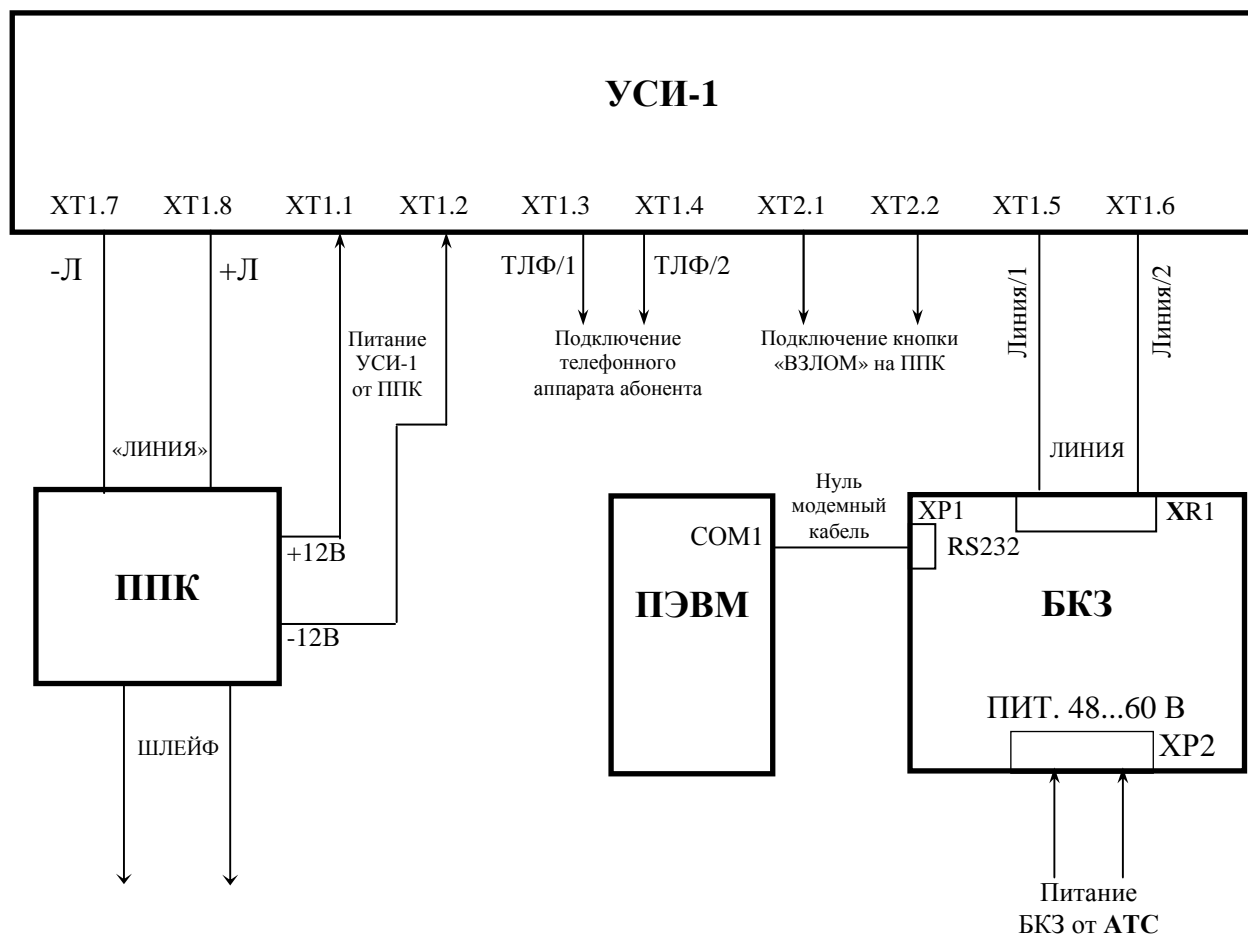 УСИ-1
XT1.7 XT1.8 XT1.1 XT1.2 XT1.3 XT1.4 XT2.1 XT2.2 XT1.5 XT1.6
-Л
+Л
ТЛФ/1
ТЛФ/2
Линия/1
Линия/2
Питание
УСИ-1
от ППК
Подключение
телефонного
аппарата абонента
Подключение кнопки
«ВЗЛОМ» на ППК
«ЛИНИЯ»
ЛИНИЯ
Нуль
модемный
кабель
ППК
+12В
-12В
ПЭВМ
COM1
XP1
RS232
XR1
БКЗ
ПИТ. 48...60 В
XP2
ШЛЕЙФ
Питание
БКЗ от АТС